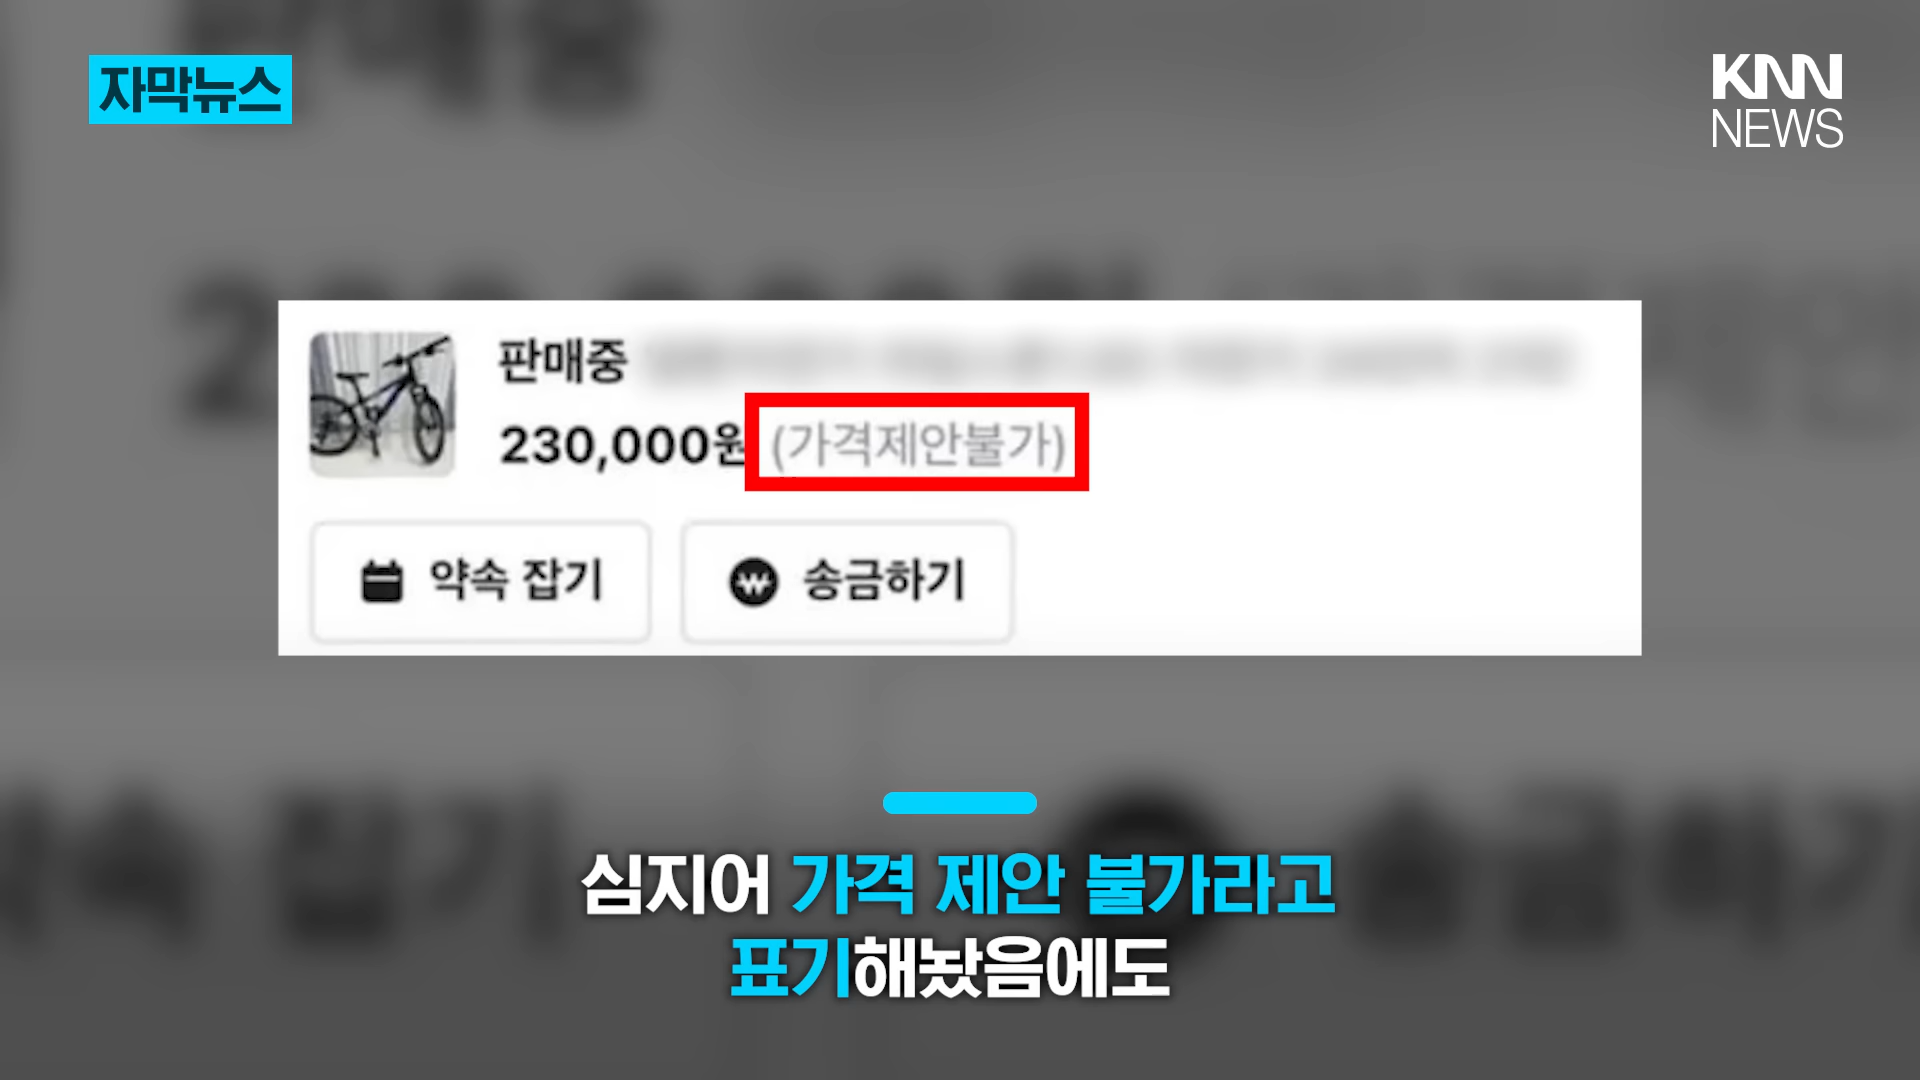 자막뉴스
KNN
NEWS
판매중
230,000원 (가격제안불가)
약속 잡기
송금하기
심지어 가격 제안 불가라고
표기해놨음에도